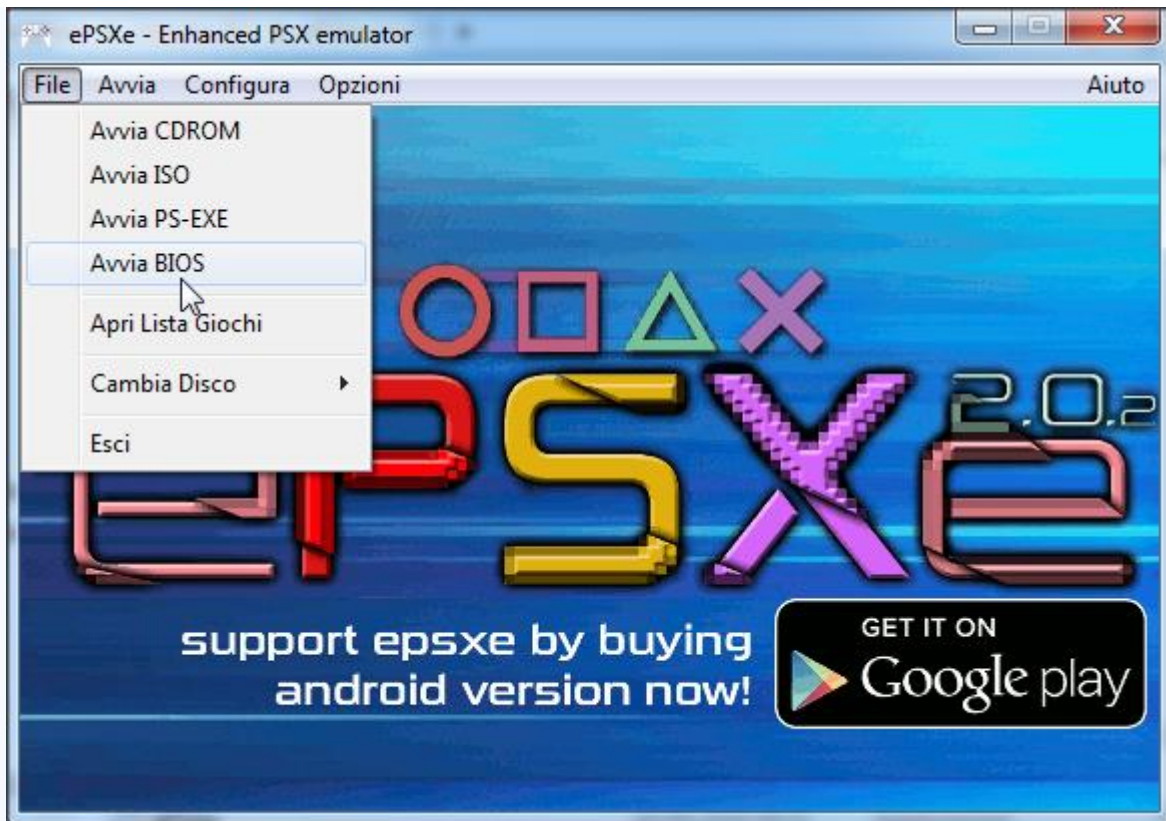 ePSXe - Enhanced PSX emulator
File Avvia Configura Opzioni Aiuto
Avvia CDROM
Avvia ISO
Avvia PS-EXE
Avvia BIOS
Apri Lista Giochi
Cambia Disco
Esci
ePSXe 2.0.2
support epsxe by buying
android version now!
GET IT ON
Google play